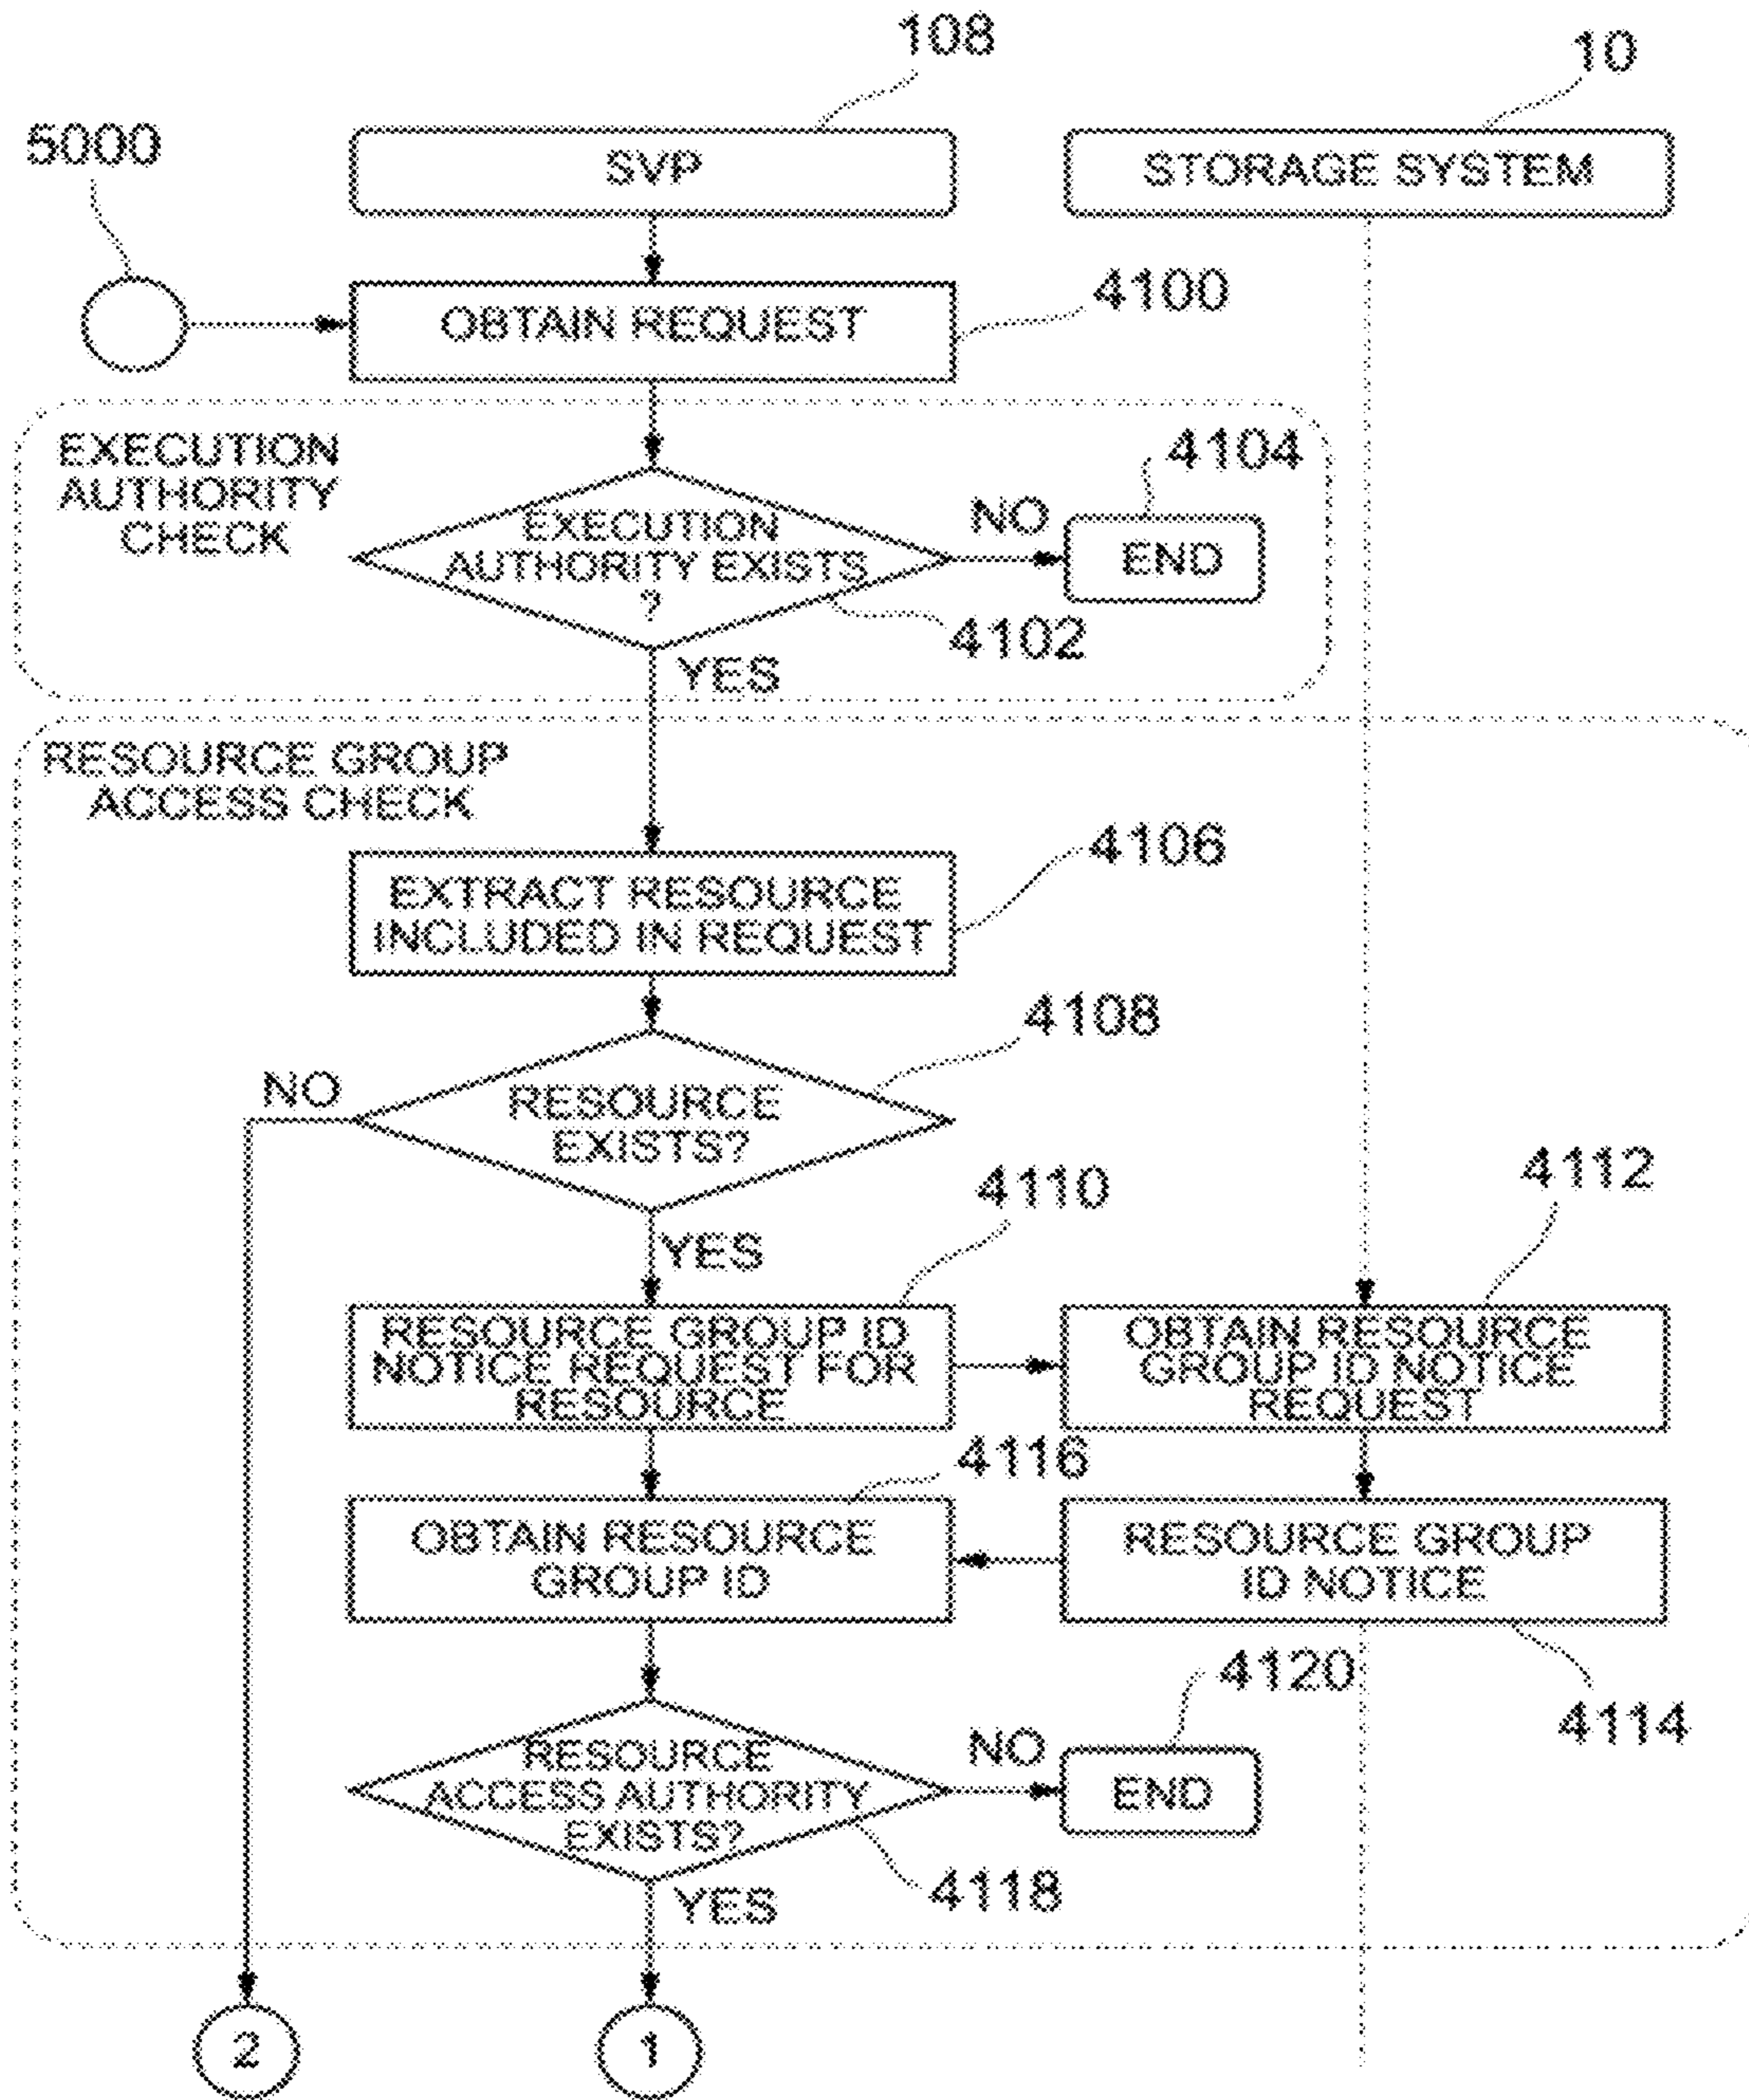 108
10
5000
SVP
STORAGE SYSTEM
4100
OBTAIN REQUEST
EXECUTION
AUTHORITY
CHECK
4104
EXECUTION
AUTHORITY EXISTS
?
NO
END
4102
YES
RESOURCE GROUP
ACCESS CHECK
4106
EXTRACT RESOURCE
INCLUDED IN REQUEST
4108
NO
RESOURCE
EXISTS?
4110
4112
YES
RESOURCE GROUP ID
NOTICE REQUEST FOR
RESOURCE
OBTAIN RESOURCE
GROUP ID NOTICE
REQUEST
4116
OBTAIN RESOURCE
GROUP ID
RESOURCE GROUP
ID NOTICE
4120
4114
RESOURCE
ACCESS AUTHORITY
EXISTS?
NO
END
4118
YES
2
1